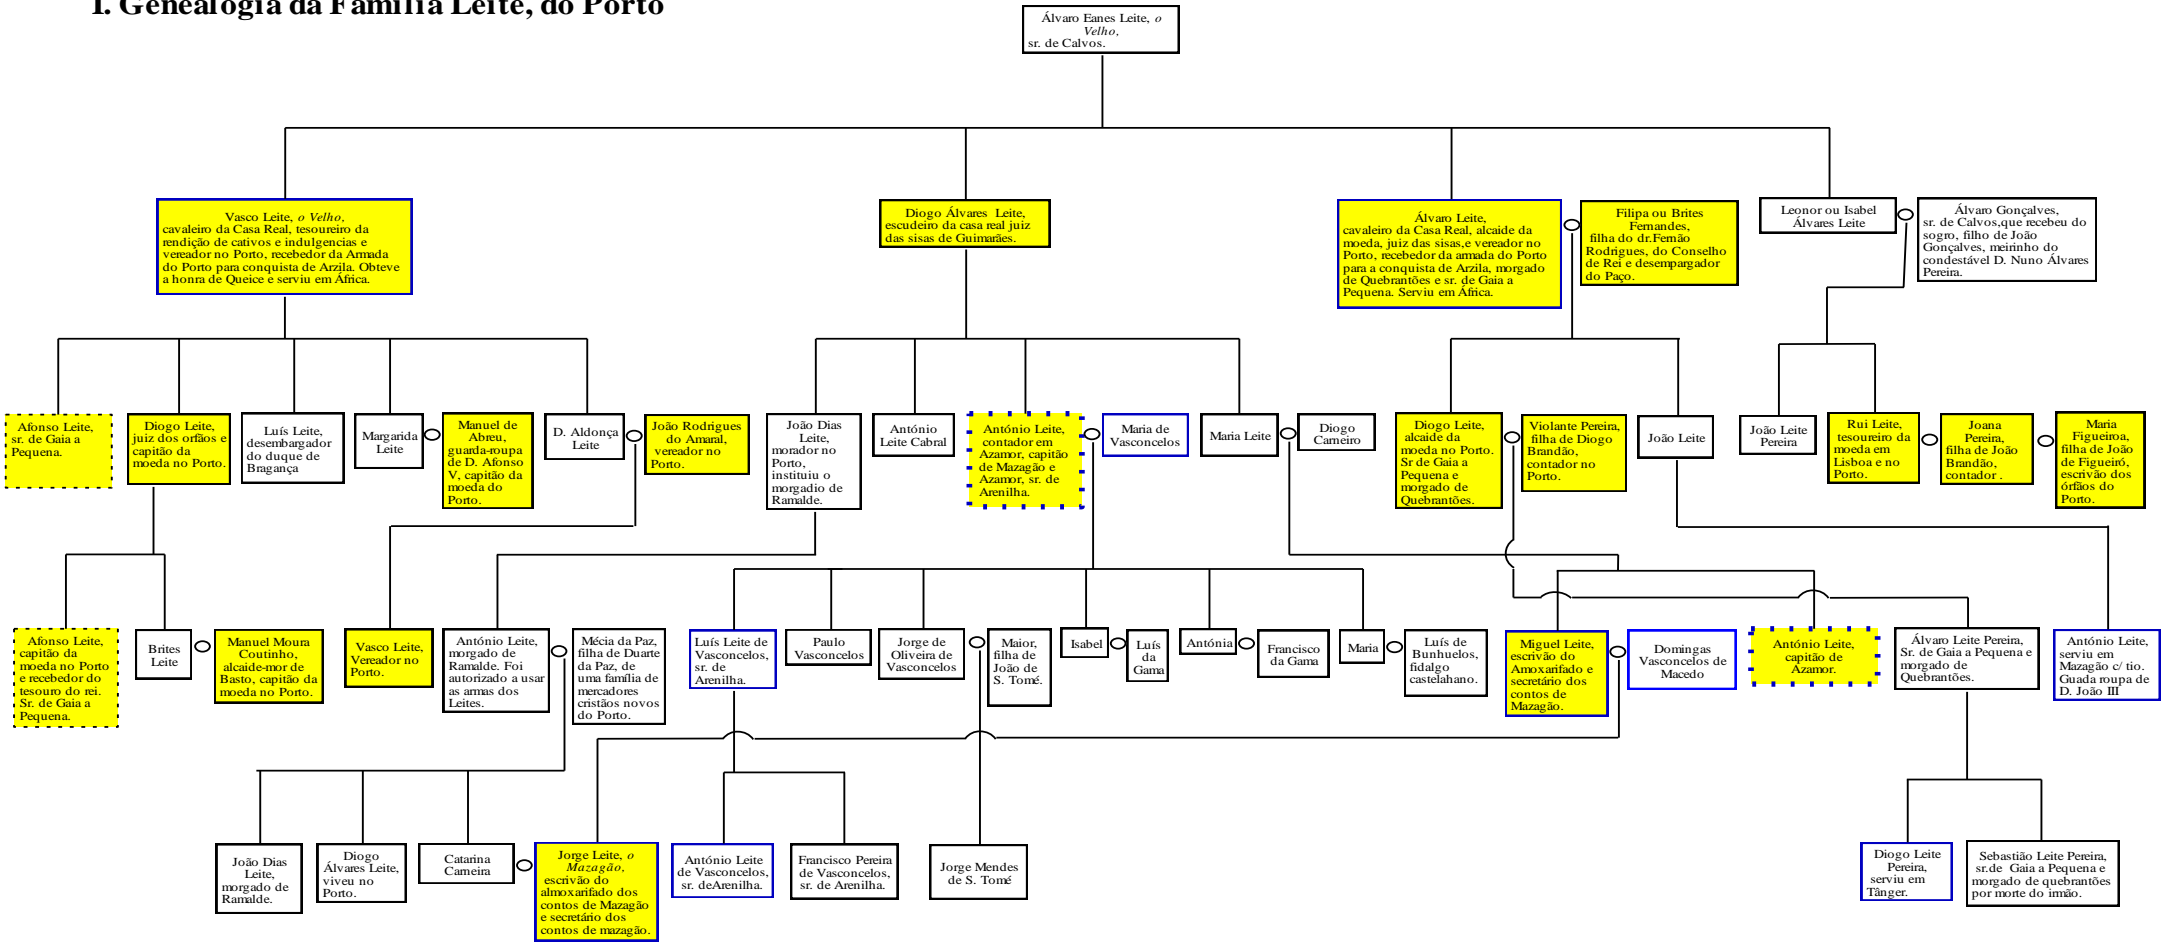 I. Genealogia da Família Leite, do Porto
Álvaro Eanes Leite, o
Velho,
sr. de Calvos.
Vasco Leite, o Velho,
cavaleiro da Casa Real, tesoureiro da
rendição de cativos e indulgencias e
vereador no Porto, recebedor da Armada
do Porto para conquista de Arzila. Obteve
a honra de Queice e serviu em África.
Diogo Álvares Leite,
escudeiro da casa real juiz
das sisas de Guimarães.
Álvaro Leite,
cavaleiro da Casa Real, alcaide da
moeda, juiz das sisas,e vereador no
Porto, recebedor da armada do Porto
para a conquista de Arzila, morgado
de Quebrantões e sr. de Gaia a
Pequena. Serviu em África.
Filipa ou Brites
Fernandes,
filha do dr.Fernão
Rodrigues, do Conselho
de Rei e desempargador
do Paço.
Leonor ou Isabel
Álvares Leite
Álvaro Gonçalves,
sr. de Calvos,que recebeu do
sogro, filho de João
Gonçalves, meirinho do
condestável D. Nuno Álvares
Pereira.
Afonso Leite,
sr. de Gaia a
Pequena.
Diogo Leite,
juiz dos orfãos e
capitão da
moeda no Porto.
Luís Leite,
desembargador
do duque de
Bragança
Margarida
Leite
Manuel de
Abreu,
guarda-roupa
de D. Afonso
V, capitão da
moeda do
Porto.
D. Aldonça
Leite
João Rodrigues
do Amaral,
vereador no
Porto.
João Dias
Leite,
morador no
Porto,
instituiu o
morgadio de
Ramalde.
António
Leite Cabral
António Leite,
contador em
Azamor, capitão
de Mazagão e
Azamor, sr. de
Arenilha.
Maria de
Vasconcelos
Maria Leite
Diogo
Carneiro
Diogo Leite,
alcaide da
moeda no Porto.
Sr de Gaia a
Pequena e
morgado de
Quebrantões.
Violante Pereira,
filha de Diogo
Brandão,
contador no
Porto.
João Leite
João Leite
Pereira
Rui Leite,
tesoureiro da
moeda em
Lisboa e no
Porto.
Joana
Pereira,
filha de João
Brandão,
contador .
Maria
Figueiroa,
filha de João
de Figueiró,
escrivão dos
órfãos do
Porto.
Afonso Leite,
capitão da
moeda no Porto
e recebedor do
tesouro do rei.
Sr. de Gaia a
Pequena.
Brites
Leite
Manuel Moura
Coutinho,
alcaide-mor de
Basto, capitão da
moeda no Porto.
Vasco Leite,
Vereador no
Porto.
António Leite,
morgado de
Ramalde. Foi
autorizado a usar
as armas dos
Leites.
Mécia da Paz,
filha de Duarte
da Paz, de
uma família de
mercadores
cristãos novos
do Porto.
Luís Leite de
Vasconcelos,
sr. de
Arenilha.
Paulo
Vasconcelos
Jorge de
Oliveira de
Vasconcelos
Maior,
filha de
João de
S. Tomé.
Isabel
Luís
da
Gama
Antónia
Francisco
da Gama
Maria
Luís de
Bunhuelos,
fidalgo
castelahano.
Miguel Leite,
escrivão do
Amoxarifado e
secretário dos
contos de
Mazagão.
Domingas
Vasconcelos de
Macedo
António Leite,
capitão de
Azamor.
Álvaro Leite Pereira,
Sr. de Gaia a Pequena e
morgado de
Quebrantões.
António Leite,
serviu em
Mazagão c/ tio.
Guada roupa de
D. João III
João Dias
Leite,
morgado de
Ramalde.
Diogo
Álvares Leite,
viveu no
Porto.
Catarina
Carneira
Jorge Leite, o
Mazagão,
escrivão do
almoxarifado dos
contos de Mazagão
e secretário dos
contos de mazagão.
António Leite
de Vasconcelos,
sr. deArenilha.
Francisco Pereira
de Vasconcelos,
sr. de Arenilha.
Jorge Mendes
de S. Tomé
Diogo Leite
Pereira,
serviu em
Tânger.
Sebastião Leite Pereira,
sr.de Gaia a Pequena e
morgado de quebrantões
por morte do irmão.